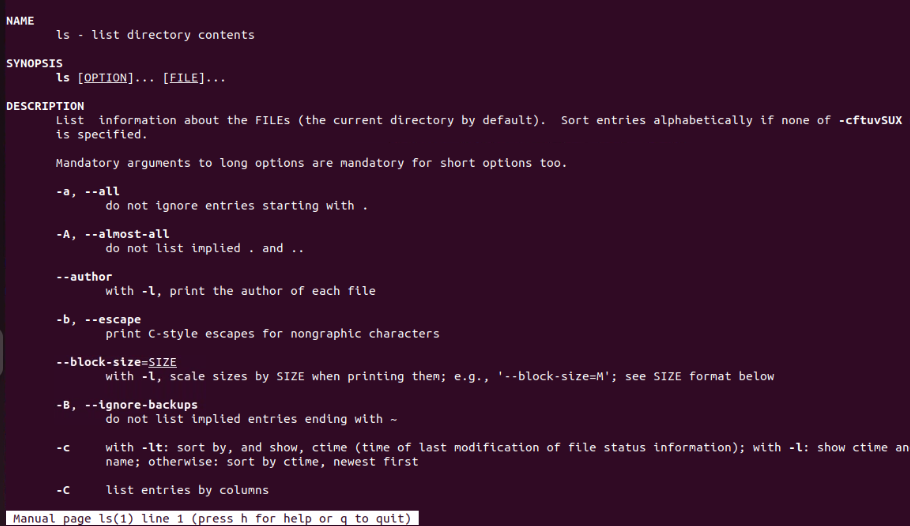 NAME
ls - list directory contents
SYNOPSIS
ls [OPTION]... [FILE]...
DESCRIPTION
List  information about the FILEs (the current directory by default).  Sort entries alphabetically if none of -cftuvSUX
is specified.
Mandatory arguments to long options are mandatory for short options too.
-a, --all
do not ignore entries starting with .
-A, --almost-all
do not list implied . and ..
--author
with -l, print the author of each file
-b, --escape
print C-style escapes for nongraphic characters
--block-size=SIZE
with -l, scale sizes by SIZE when printing them; e.g., '--block-size=M'; see SIZE format below
-B, --ignore-backups
do not list implied entries ending with ~
-c     with -lt: sort by, and show, ctime (time of last modification of file status information); with -l: show ctime
name; otherwise: sort by ctime, newest first
-C     list entries by columns
Manual page ls(1) line 1 (press h for help or q to quit)